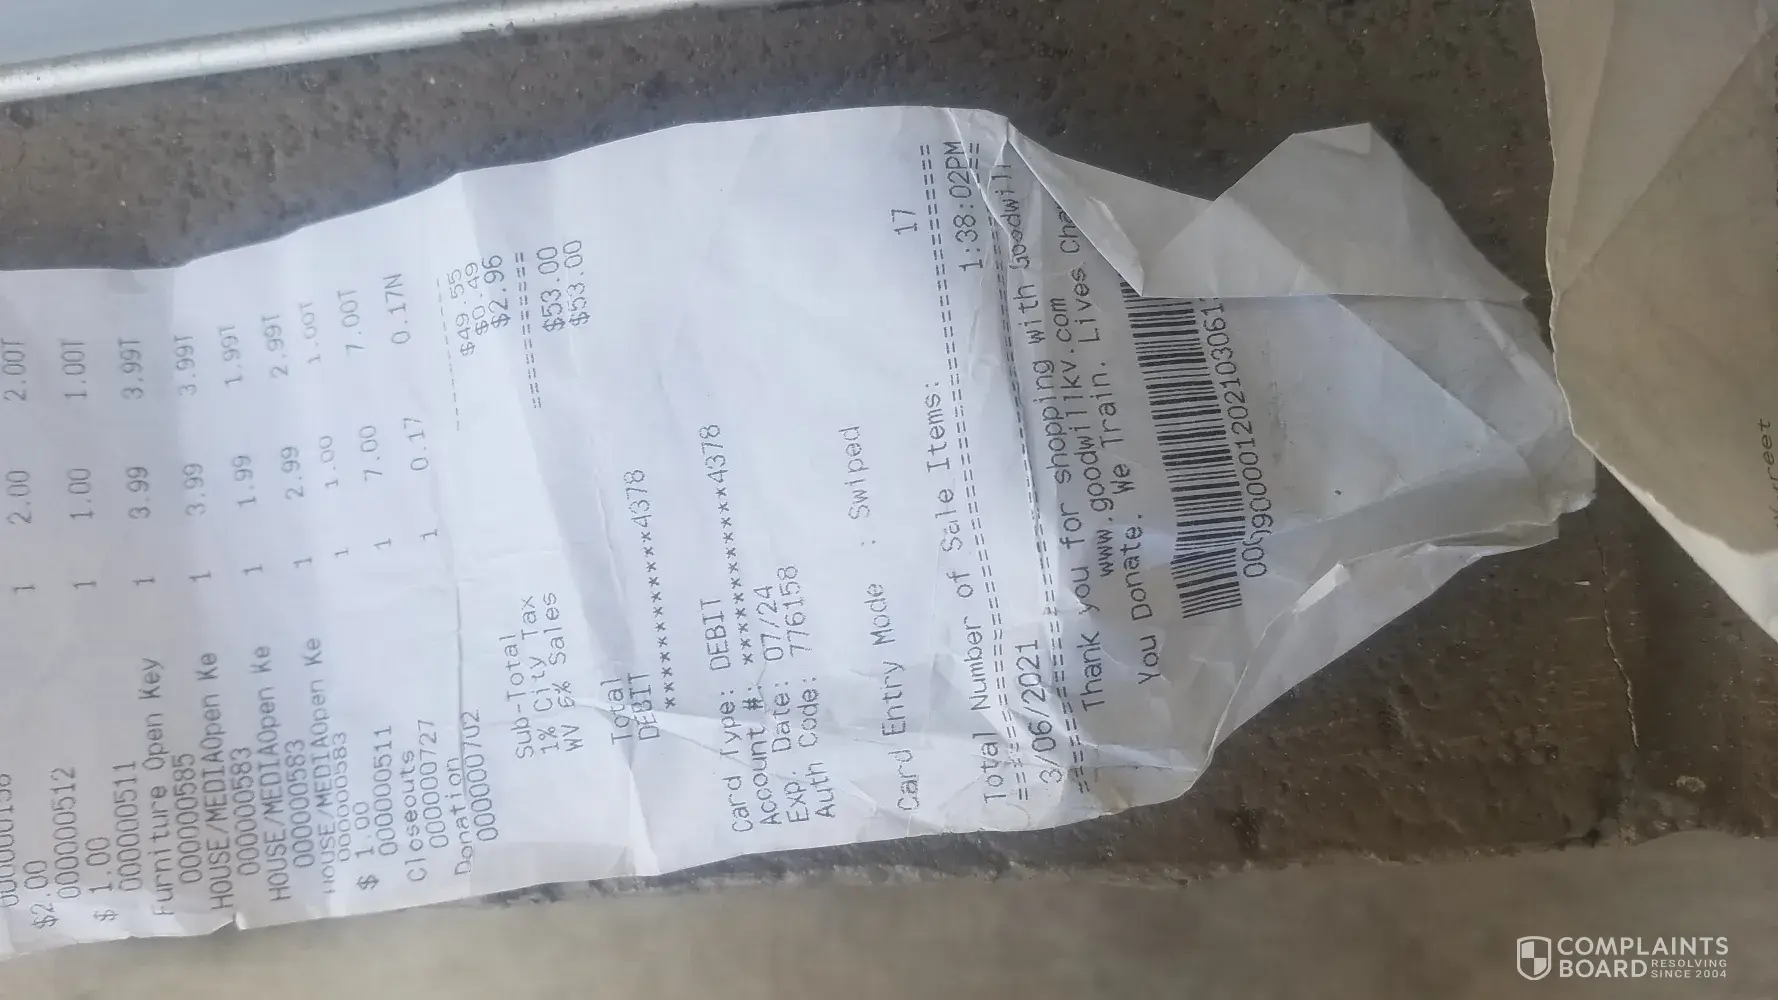 $2.00 1 2.00 2.00T
000000512
$ 1.00 1 1.00 1.00T
000000511
Furniture Open Key 1 3.99 3.99T
000000585
HOUSE/MEDIAOpen Ke 1 3.99 3.99T
000000583
HOUSE/MEDIAOpen Ke 1 1.99 1.99T
000000583
HOUSE/MEDIAOpen Ke 1 2.99 2.99T
000000583
$ 1.00 1 1.00 1.00T
000000511
Closeouts 1 7.00 7.00T
000000727
Donation 1 0.17 0.17N
000000702
Sub-Total $49.55
1% City Tax $0.49
WV 6% Sales $2.96
Total $53.00
DEBIT $53.00
************4378
Card Type: DEBIT
Account #: ************4378
Exp. Date: 07/24
Auth Code: 776158
Card Entry Mode : Swiped
Total Number of Sale Items: 17
3/06/2021 1:38:02PM
Thank you for shopping with Goodwill
www.goodwillkv.com
You Donate. We Train. Lives Cha
COMPLAINTS
BOARD RESOLVING
SINCE 2004